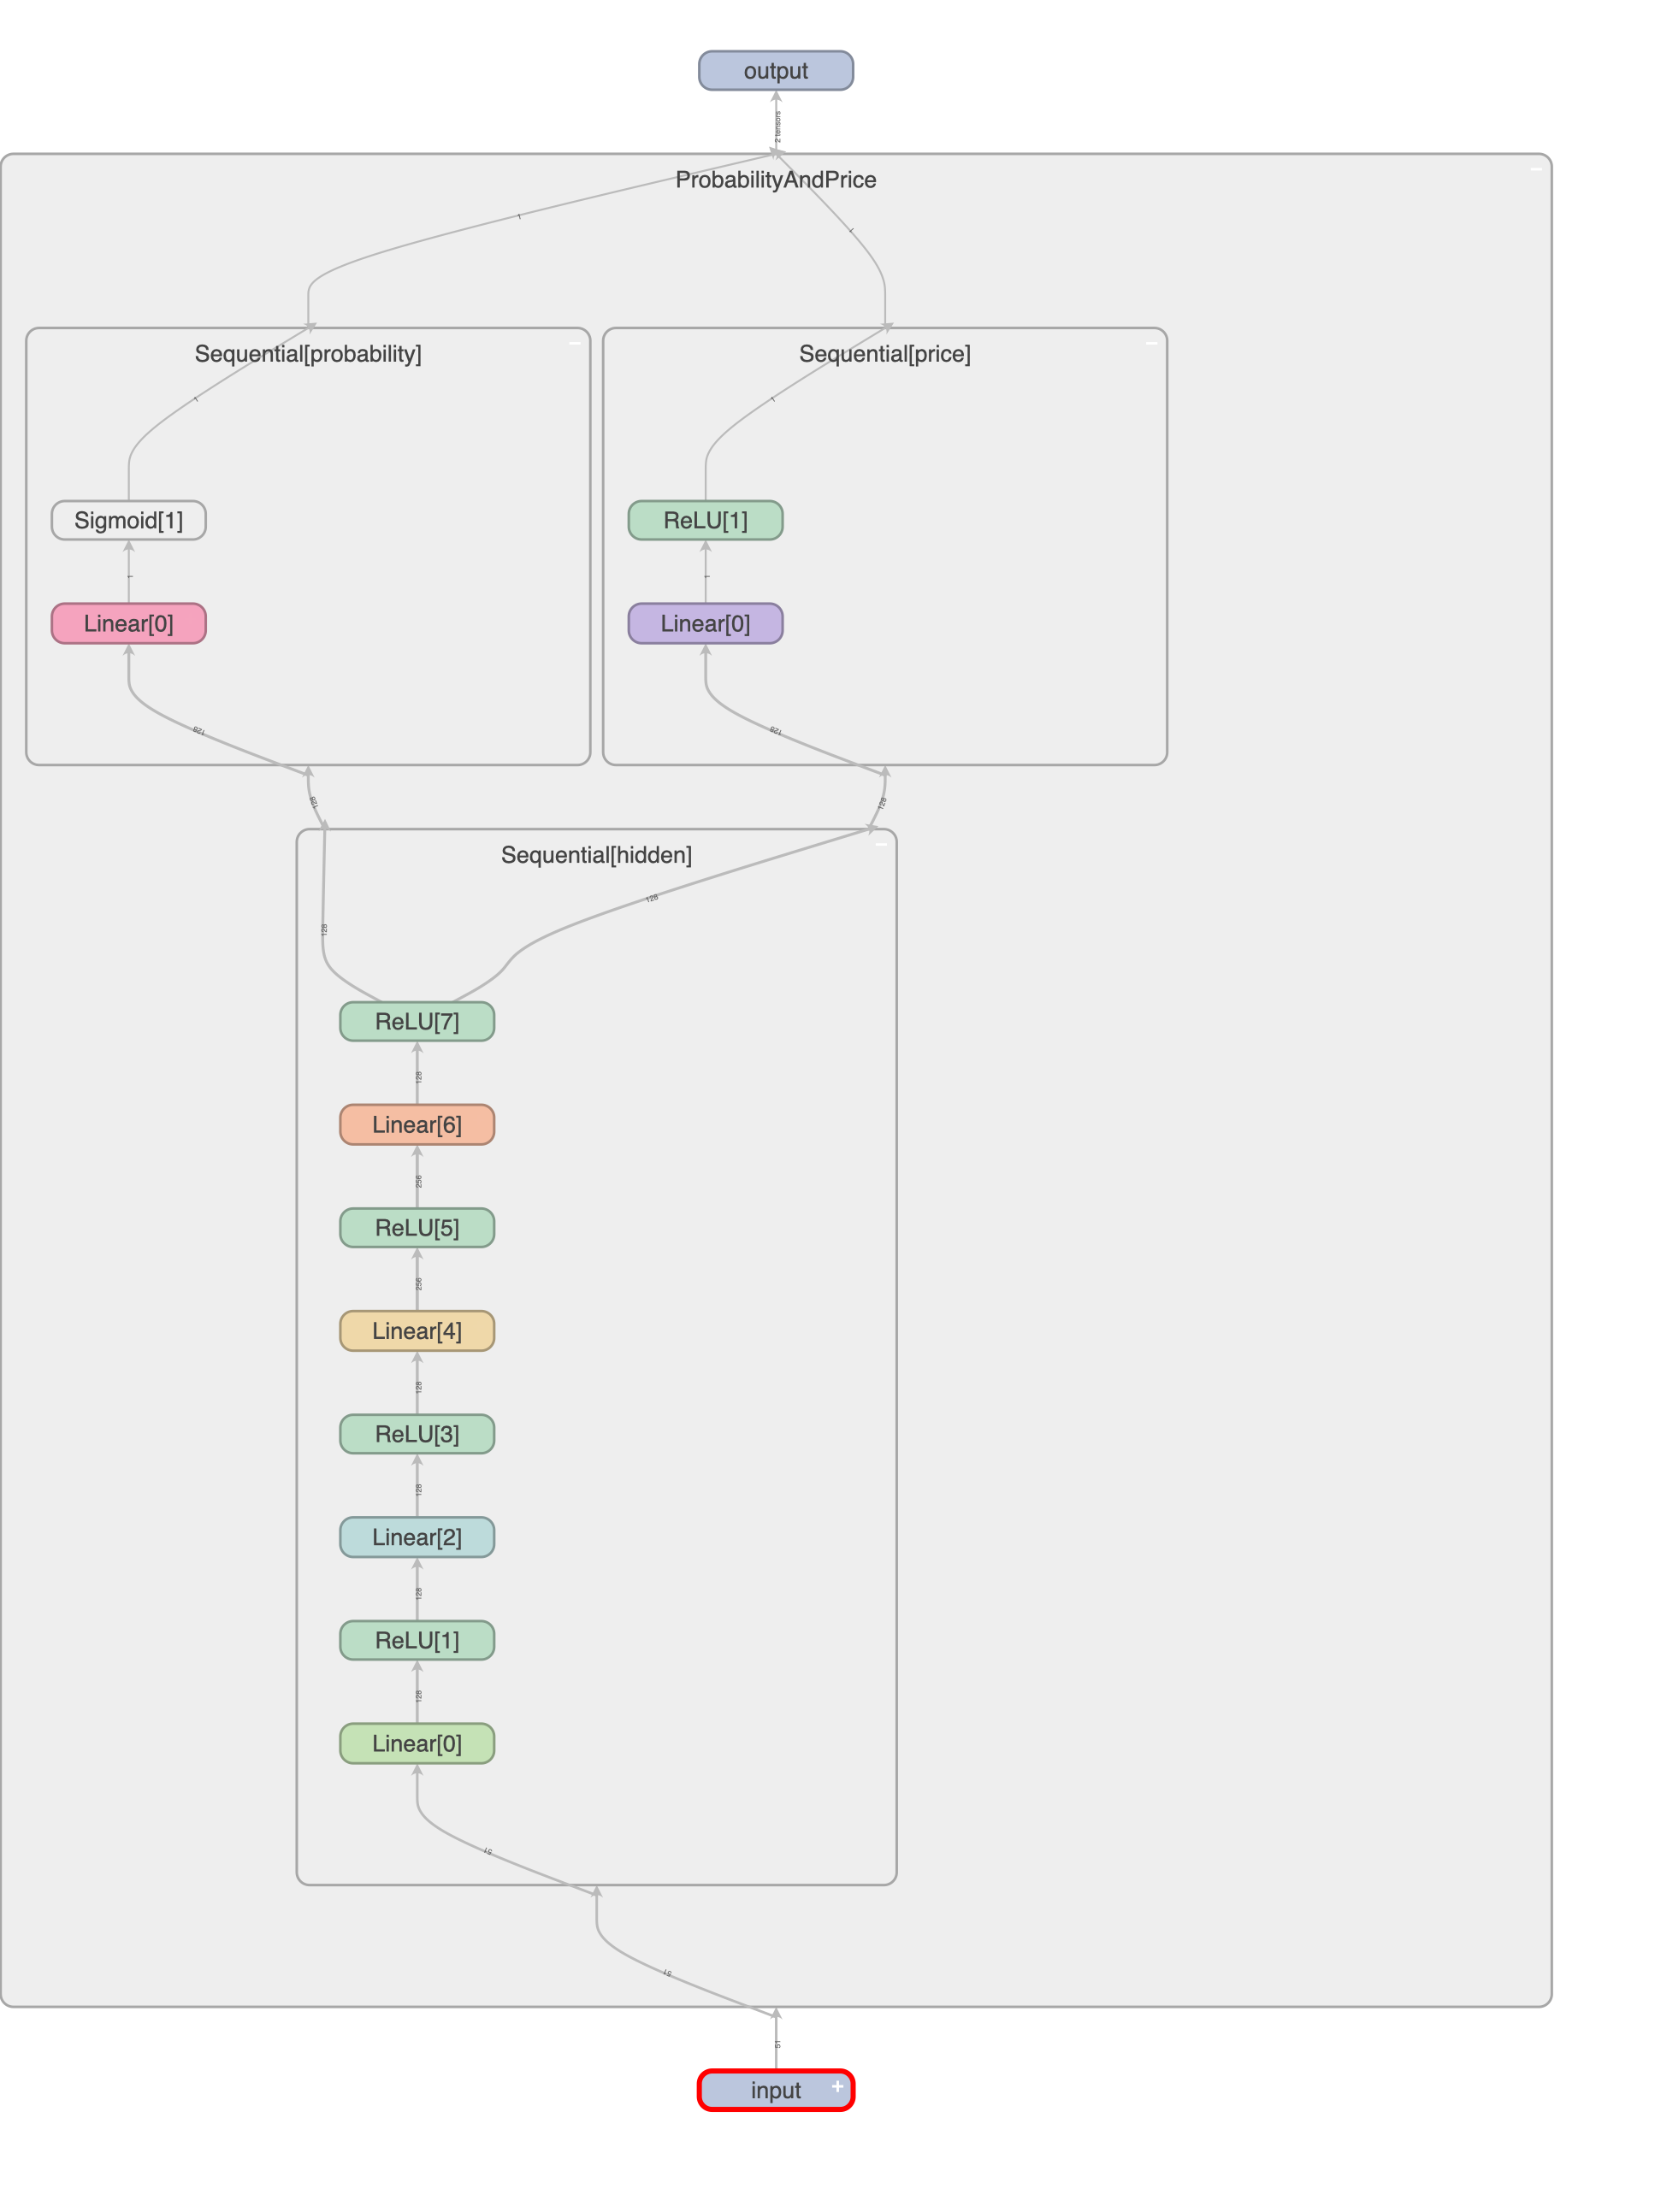 output
2 tensors
ProbabilityAndPrice
1
1
Sequential[probability]
Sequential[price]
1
1
Sigmoid[1]
ReLU[1]
1
1
Linear[0]
Linear[0]
128
128
128
128
Sequential[hidden]
128
128
ReLU[7]
128
Linear[6]
256
ReLU[5]
256
Linear[4]
128
ReLU[3]
128
Linear[2]
128
ReLU[1]
128
Linear[0]
51
51
51
input